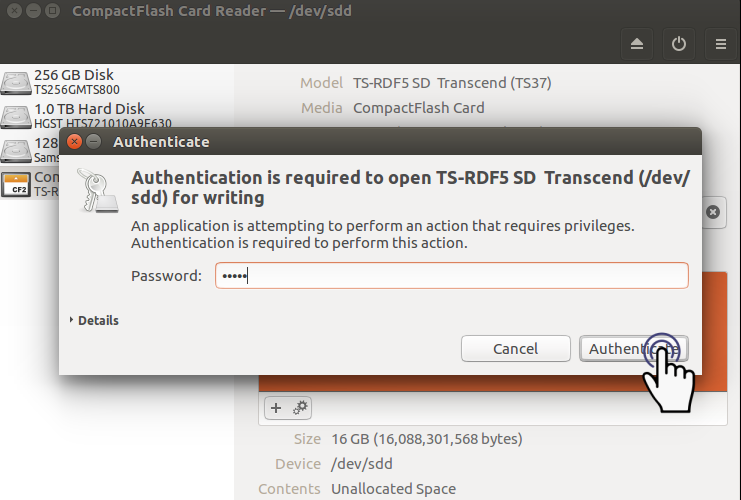 CompactFlash Card Reader — /dev/sdd
256 GB Disk
TS256GMTS800
1.0 TB Hard Disk
HGST HTS721010A9E630
128
Sams
Com
TS-R
CF2
Model TS-RDF5 SD Transcend (TS37)
Media CompactFlash Card
Authenticate
Authentication is required to open TS-RDF5 SD Transcend (/dev/
sdd) for writing
An application is attempting to perform an action that requires privileges.
Authentication is required to perform this action.
Password: •••••
Details
Cancel
Authenticate
Size 16 GB (16,088,301,568 bytes)
Device /dev/sdd
Contents Unallocated Space